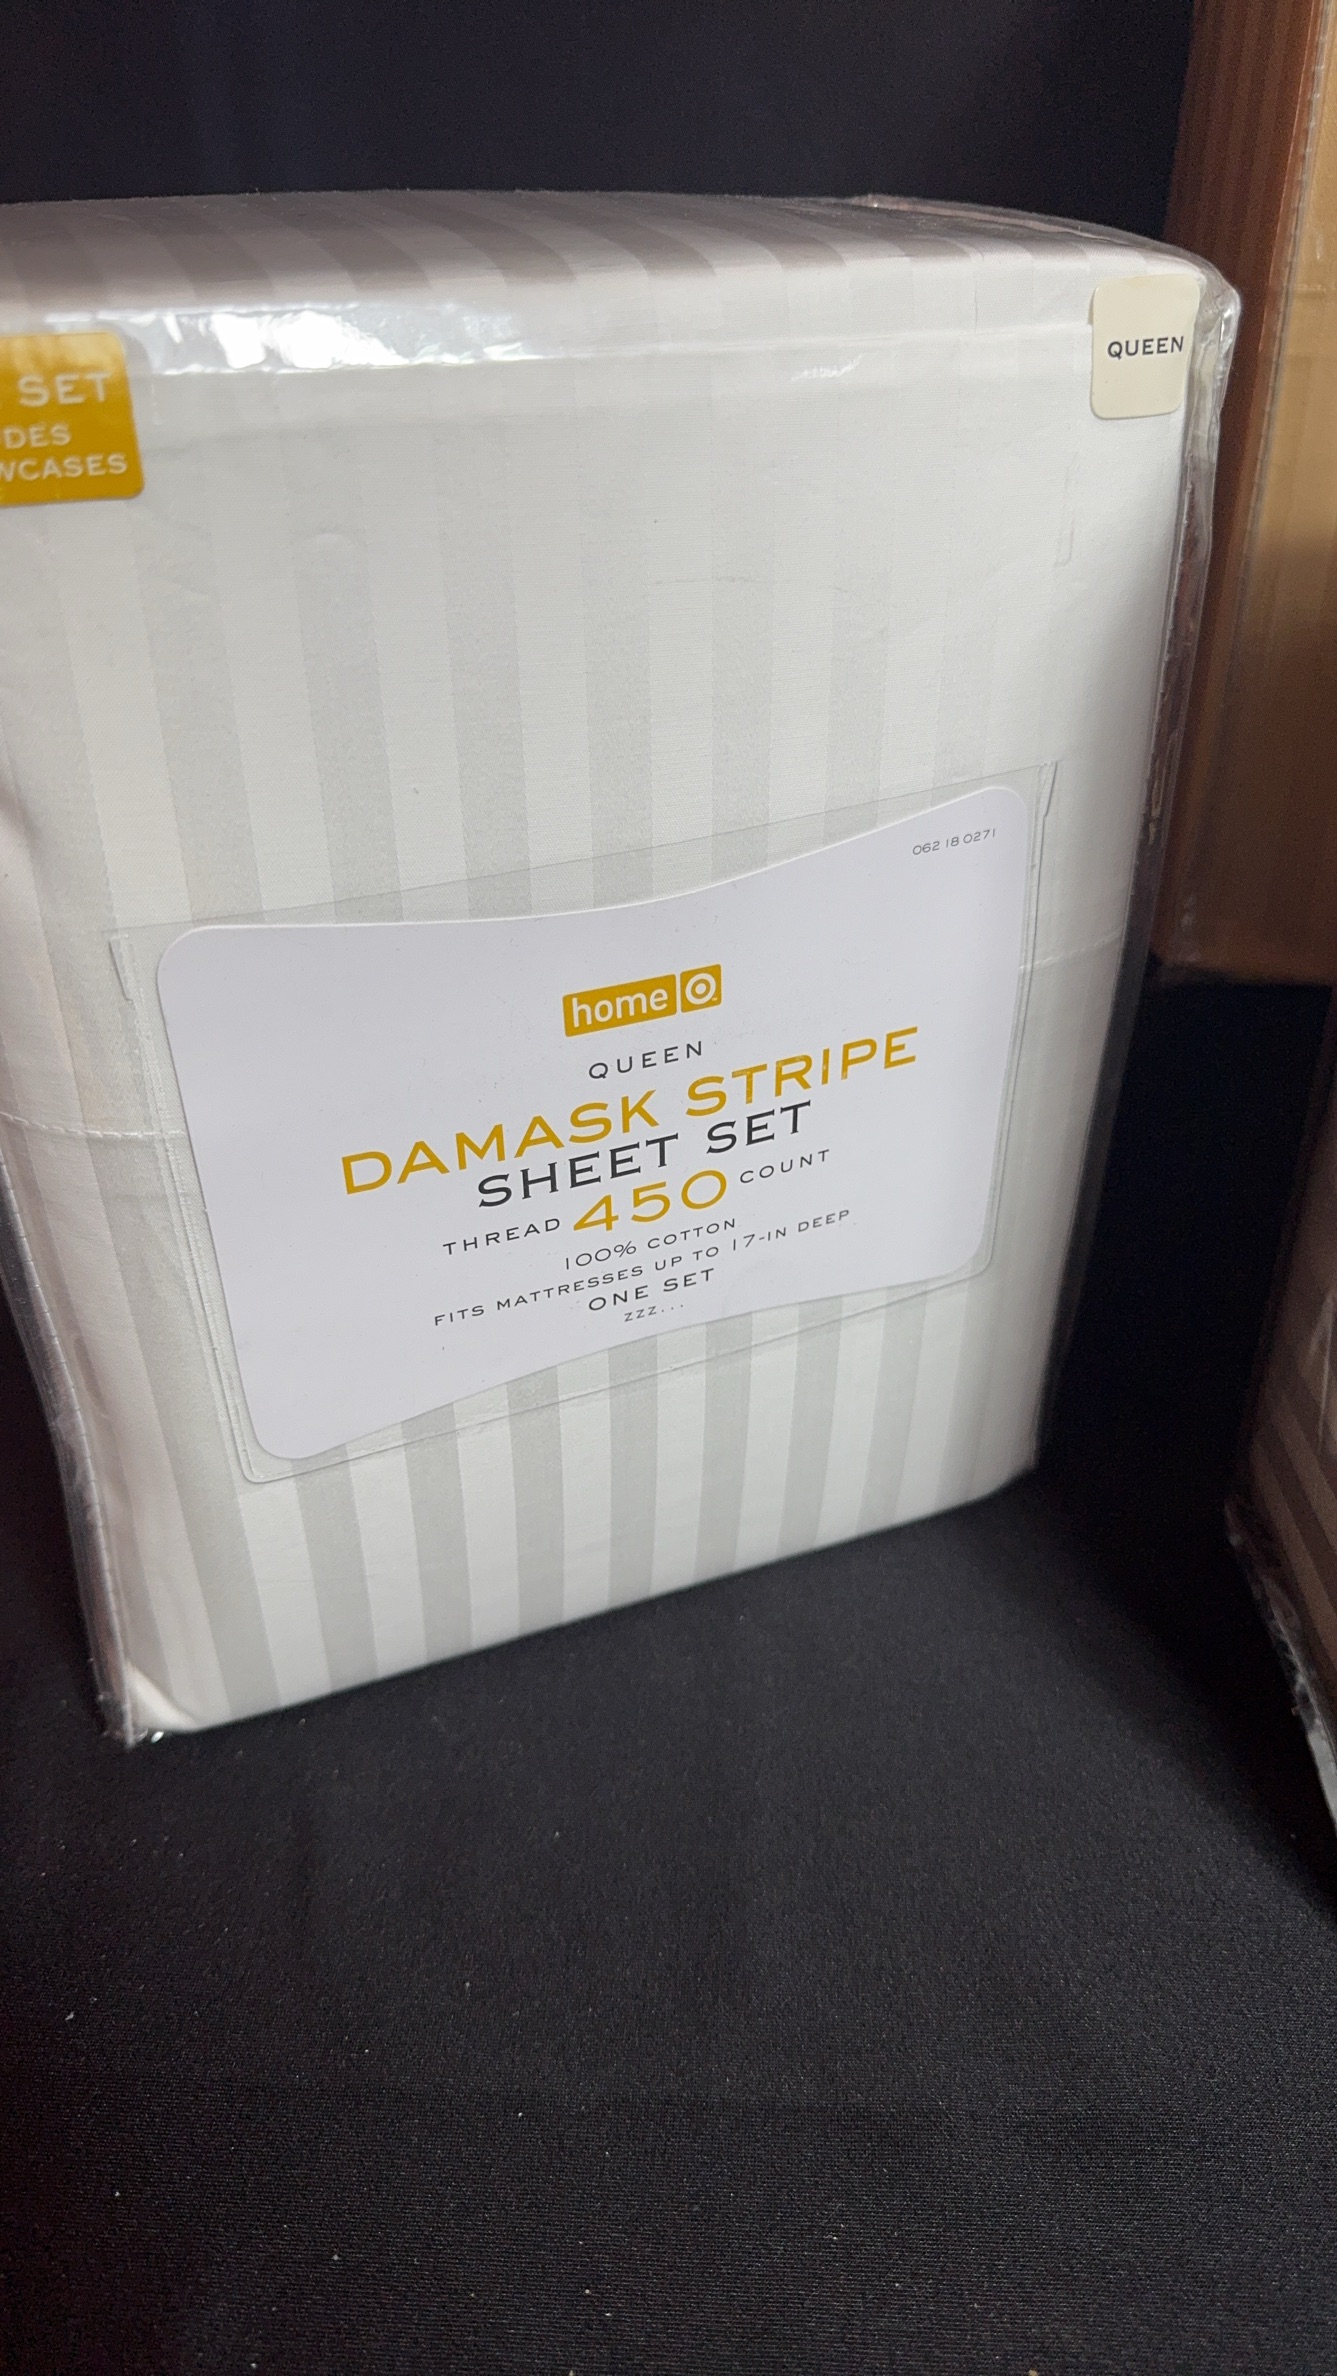 SET
DES
WCASES
QUEEN
062 18 0271
home
QUEEN
DAMASK STRIPE
SHEET SET
THREAD 450 COUNT
100% COTTON
FITS MATTRESSES UP TO 17-IN DEEP
ONE SET
ZZZ...